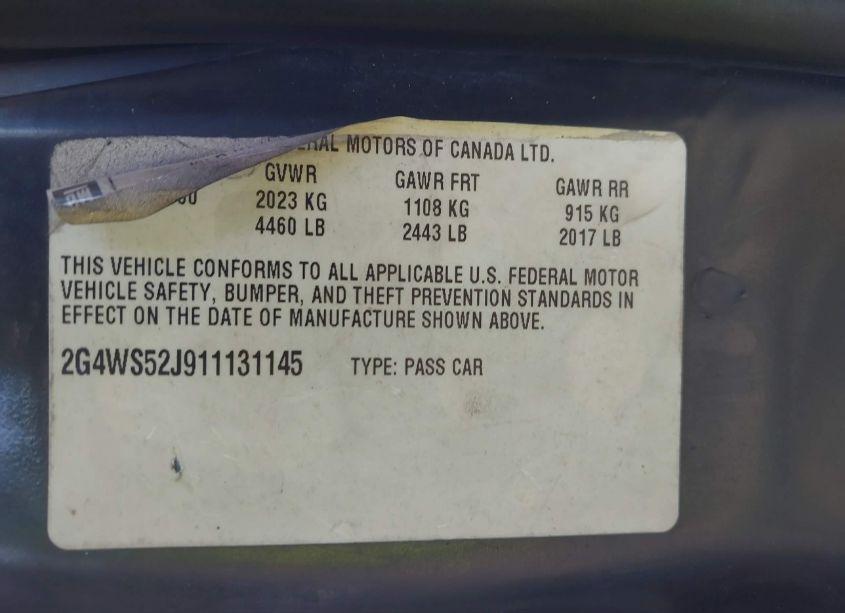 MOTORS OF CANADA LTD.
GVWR GAWR FRT GAWR RR
2023 KG 1108 KG 915 KG
4460 LB 2443 LB 2017 LB
THIS VEHICLE CONFORMS TO ALL APPLICABLE U.S. FEDERAL MOTOR
VEHICLE SAFETY, BUMPER, AND THEFT PREVENTION STANDARDS IN
EFFECT ON THE DATE OF MANUFACTURE SHOWN ABOVE.
2G4WS52J911131145 TYPE: PASS CAR